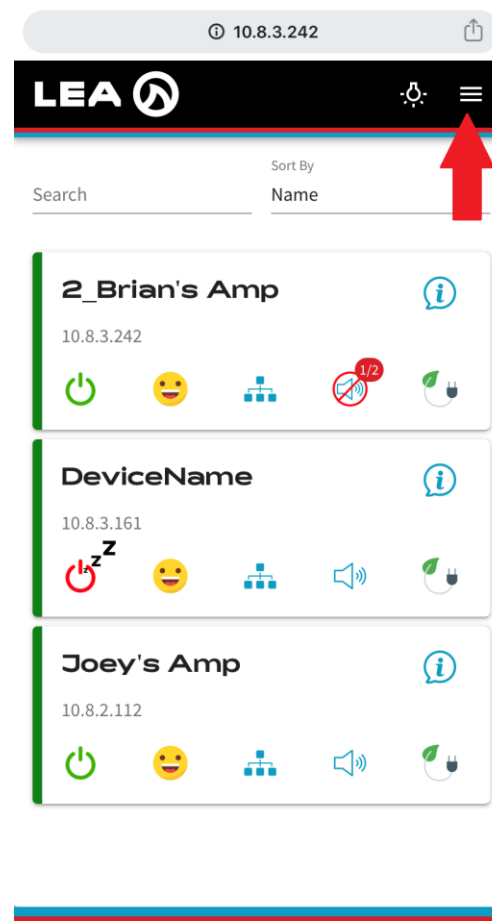 10.8.3.242
LEA
Sort By
Search
Name
2_Brian's Amp
i
10.8.3.242
1/2
DeviceName
i
10.8.3.161
z z Z
Joey's Amp
i
10.8.2.112